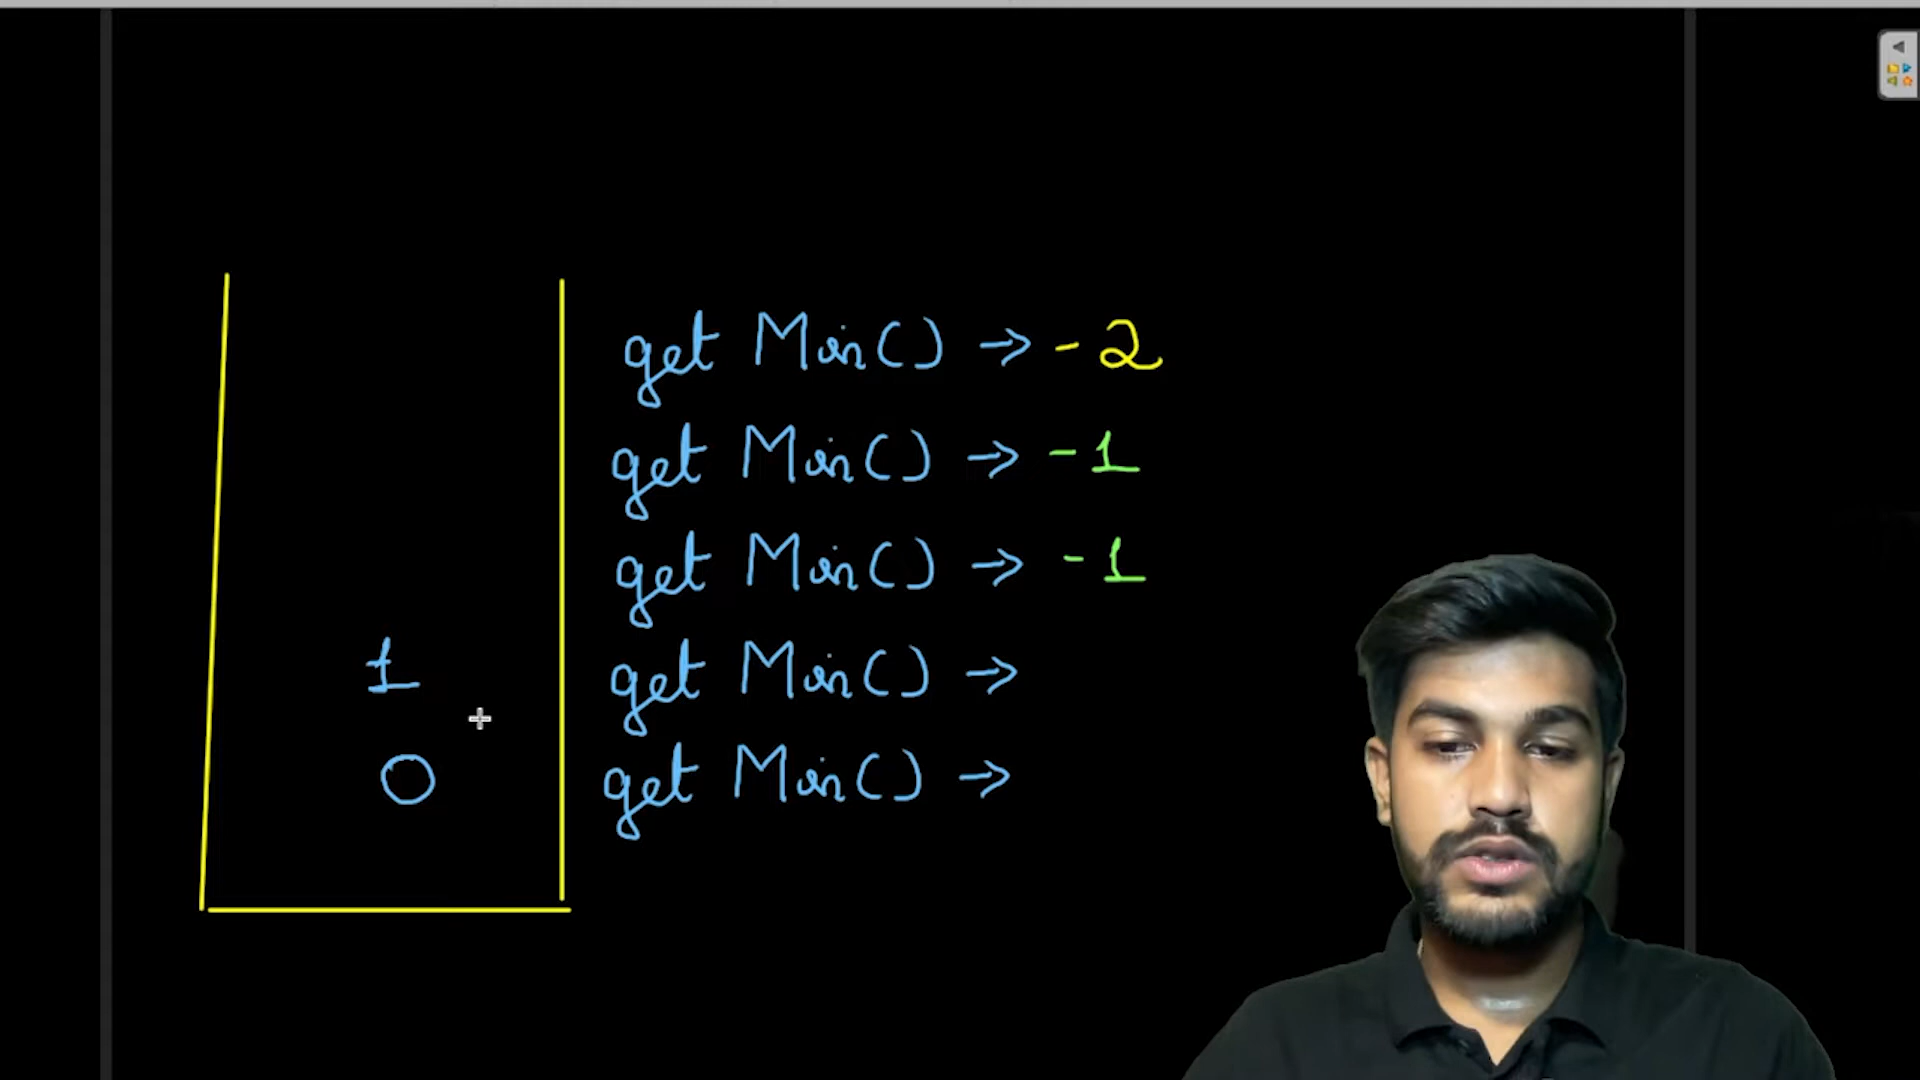 get Min() → -2
get Min() → -1
get Min() → -1
1
get Min() →
0
get Min() →